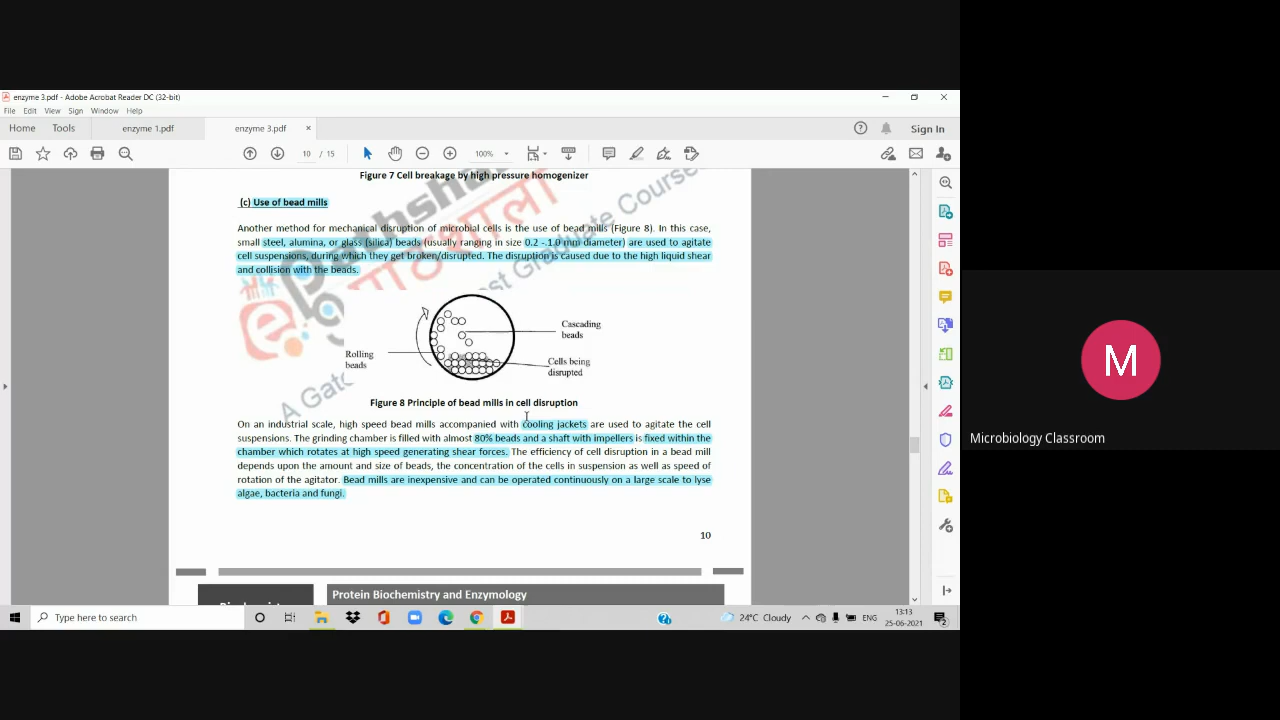 enzyme 3.pdf - Adobe Acrobat Reader DC (32-bit)
File Edit View Sign Window Help
Home Tools enzyme 1.pdf enzyme 3.pdf × Sign In
10 / 15 100%
Figure 7 Cell breakage by high pressure homogenizer
(c) Use of bead mills
Another method for mechanical disruption of microbial cells is the use of bead mills (Figure 8). In this case,
small steel, alumina, or glass (silica) beads (usually ranging in size 0.2 -.1.0 mm diameter) are used to agitate
cell suspensions, during which they get broken/disrupted. The disruption is caused due to the high liquid shear
and collision with the beads.
पाठशाला
A Gate
st Graduate Course
Cascading
beads
Rolling
beads
Cells being
disrupted
Figure 8 Principle of bead mills in cell disruption
On an industrial scale, high speed bead mills accompanied with cooling jackets are used to agitate the cell
suspensions. The grinding chamber is filled with almost 80% beads and a shaft with impellers is fixed within the
chamber which rotates at high speed generating shear forces. The efficiency of cell disruption in a bead mill
depends upon the amount and size of beads, the concentration of the cells in suspension as well as speed of
rotation of the agitator. Bead mills are inexpensive and can be operated continuously on a large scale to lyse
algae, bacteria and fungi.
10
Protein Biochemistry and Enzymology
Type here to search
24°C Cloudy ENG 13:13
25-06-2021 2
M
Microbiology Classroom